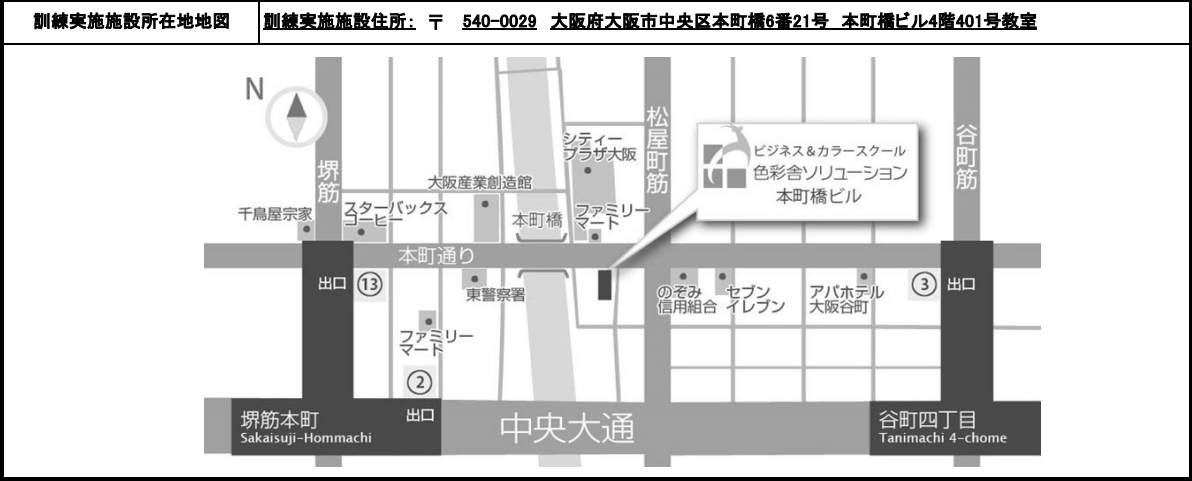 訓練実施施設所在地地図
訓練実施施設住所: 〒 540-0029 大阪府大阪市中央区本町橋6番21号 本町橋ビル4階401号教室
N
堺筋
松屋町筋
谷町筋
シティー
プラザ大阪
ビジネス&カラースクール
色彩舎ソリューション
本町橋ビル
大阪産業創造館
千鳥屋宗家
スターバックス
コーヒー
本町橋
ファミリー
マート
本町通り
出口
⑬
東警察署
のぞみ
信用組合
セブン
イレブン
アパホテル
大阪谷町
③
出口
ファミリー
マート
②
出口
堺筋本町
Sakaisuji-Hommachi
中央大通
谷町四丁目
Tanimachi 4-chome